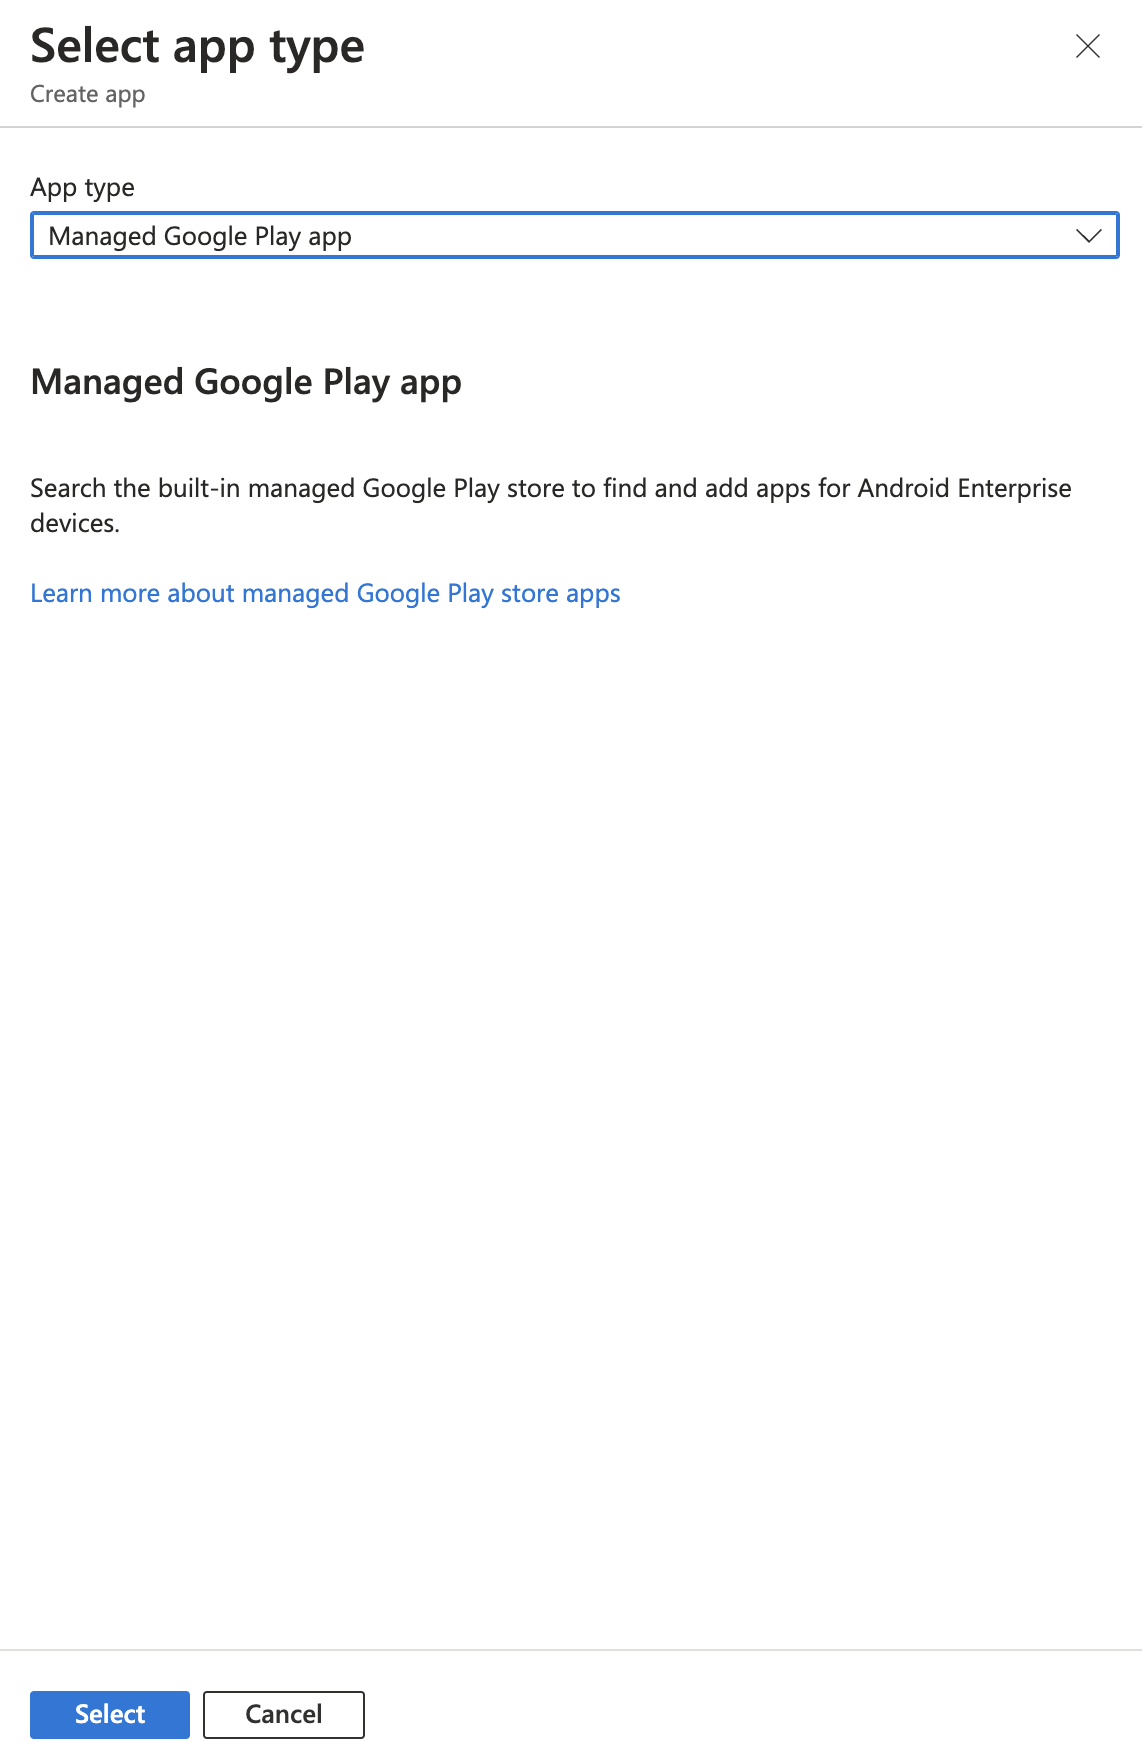 Select app type
Create app
App type
Managed Google Play app
Managed Google Play app
Search the built-in managed Google Play store to find and add apps for Android Enterprise
devices.
Learn more about managed Google Play store apps
Select
Cancel